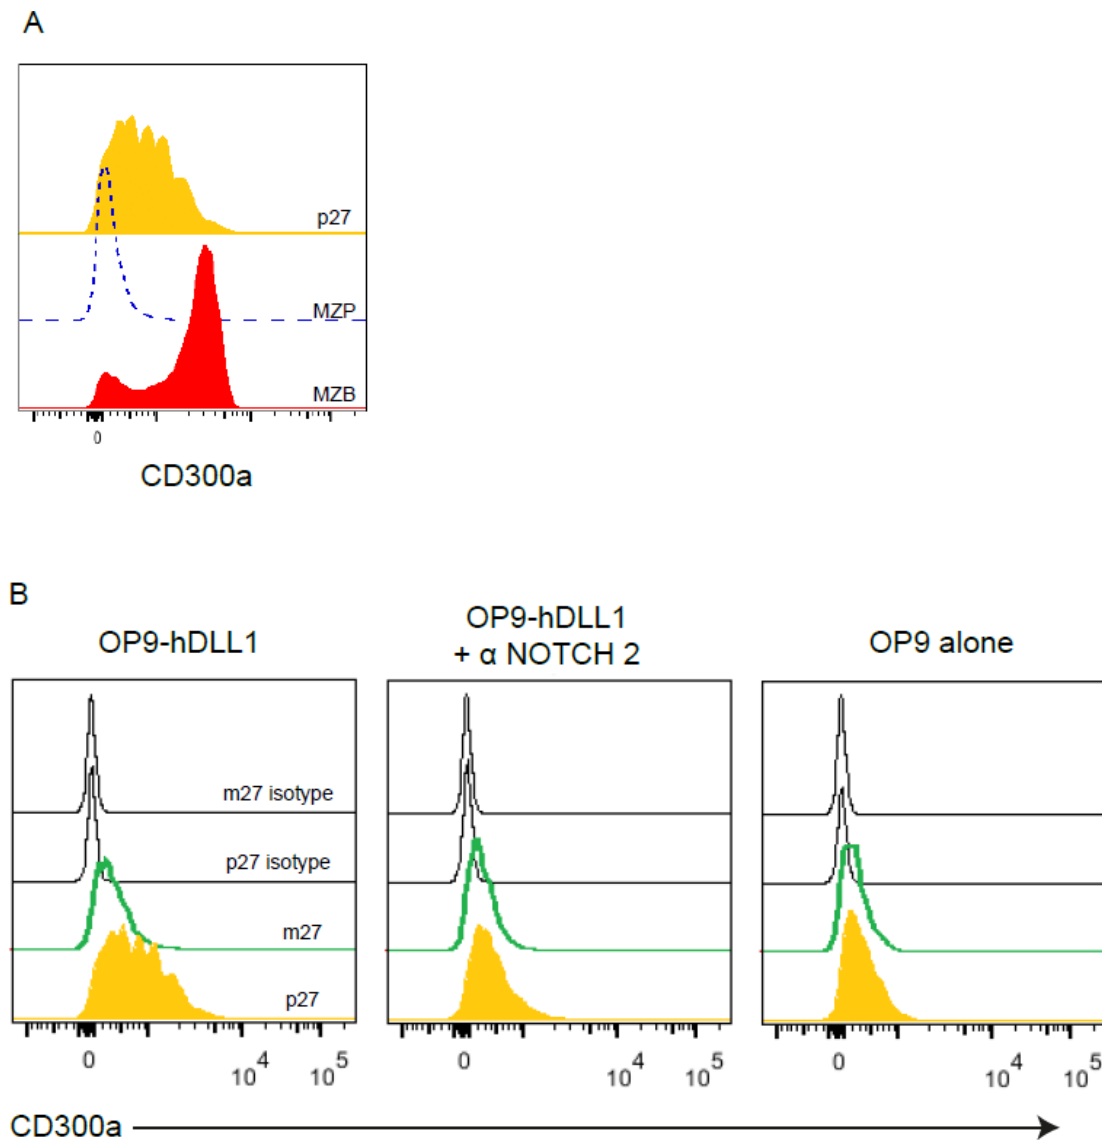 A
p27
MZP
MZB
0
CD300a
B
OP9-hDLL1
OP9-hDLL1
+ α NOTCH 2
OP9 alone
m27 isotype
p27 isotype
m27
p27
0 10^4 10^5
0 10^4 10^5
0 10^4 10^5
CD300a